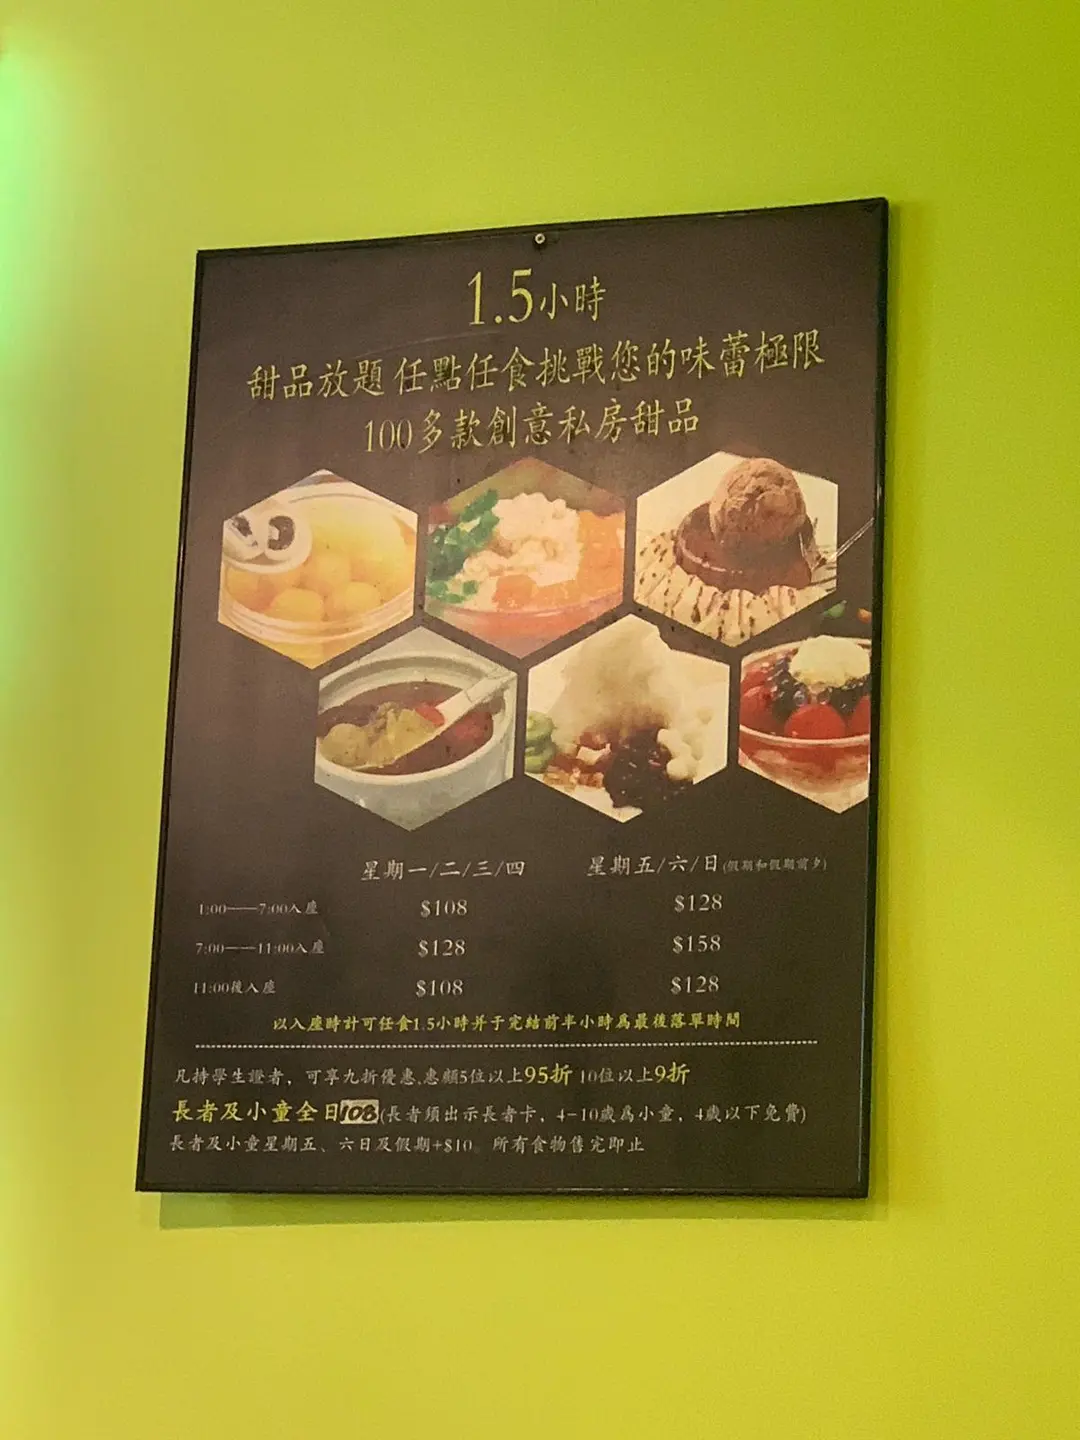 1.5小時
甜品放題 任點任食挑戰您的味蕾極限
100多款創意私房甜品
星期一/二/三/四 星期五/六/日(假期和假期前夕)
1:00——7:00入座 $108 $128
7:00——11:00入座 $128 $158
11:00後入座 $108 $128
以入座時計可任食1.5小時并于完結前半小時為最後落單時間
凡持學生證者，可享九折優惠.惠顧5位以上95折 10位以上9折
長者及小童全日108(長者須出示長者卡，4-10歲為小童，4歲以下免費)
長者及小童星期五、六日及假期+$10。所有食物售完即止